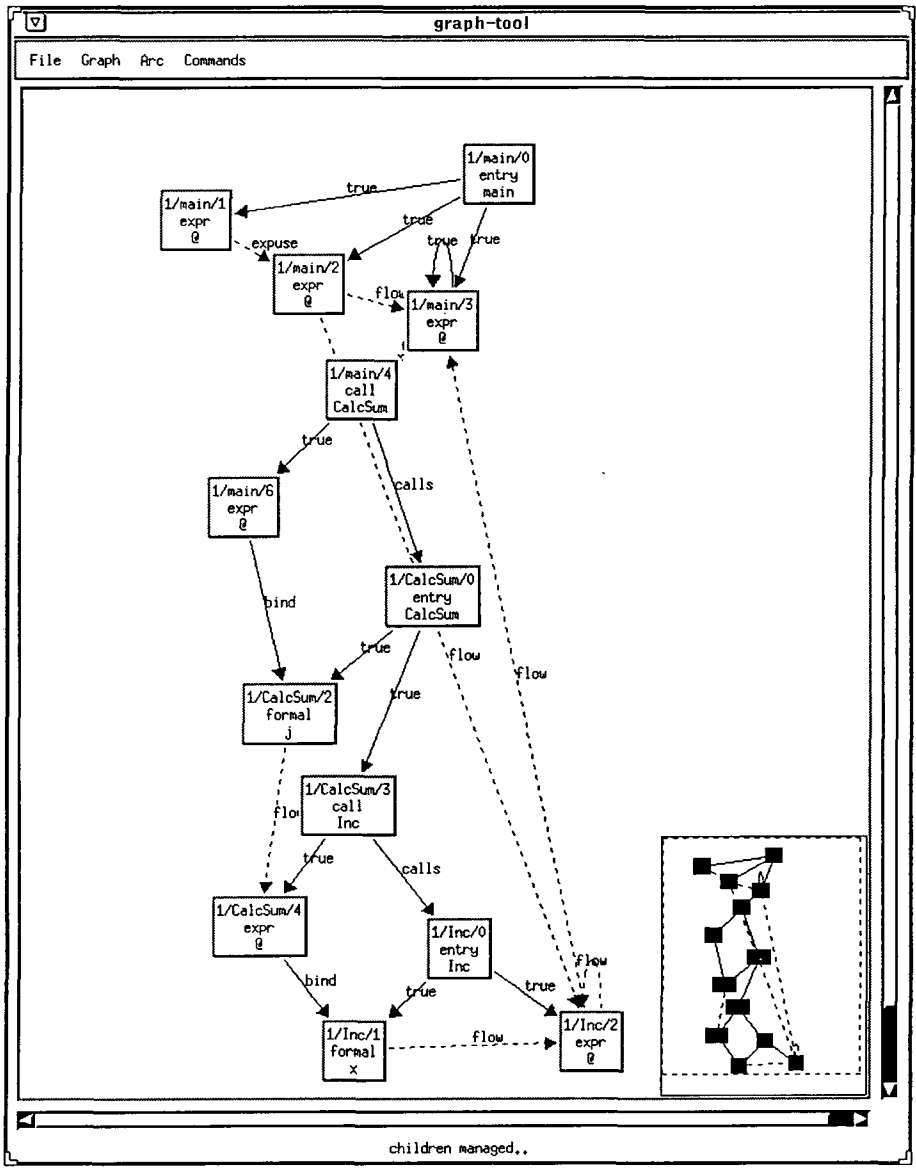 graph-tool
File Graph Arc Commands
1/main/0
entry
main
true
1/main/1
expr
@
true
true
true
expuse
1/main/2
expr
@
flow
1/main/3
expr
@
1/main/4
call
CalcSum
true
calls
1/main/6
expr
@
1/CalcSum/0
entry
CalcSum
bind
true
flow
flow
true
1/CalcSum/2
formal
j
1/CalcSum/3
call
Inc
flow
true
calls
1/CalcSum/4
expr
@
1/Inc/0
entry
Inc
flow
bind
true
true
1/Inc/1
formal
x
flow
1/Inc/2
expr
@
children managed..